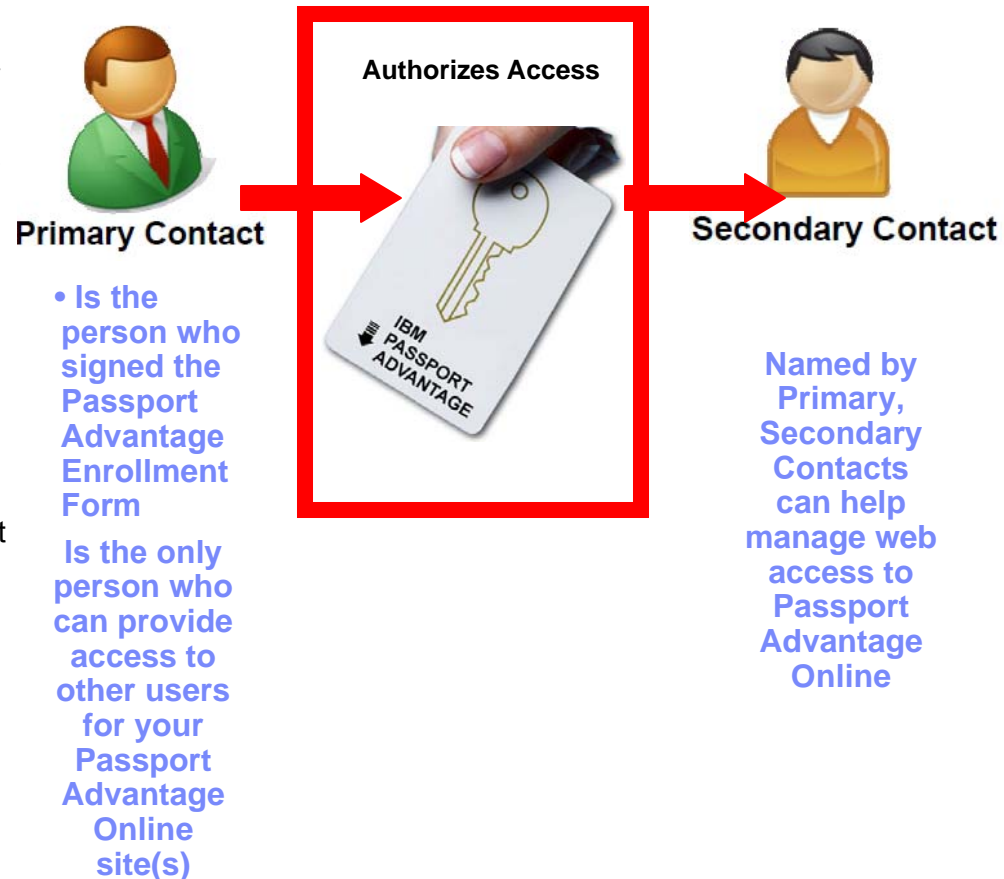 Authorizes Access
IBM
PASSPORT
ADVANTAGE
Primary Contact
Secondary Contact
• Is the
person who
signed the
Passport
Advantage
Enrollment
Form
Is the only
person who
can provide
access to
other users
for your
Passport
Advantage
Online
site(s)
Named by
Primary,
Secondary
Contacts
can help
manage web
access to
Passport
Advantage
Online
t